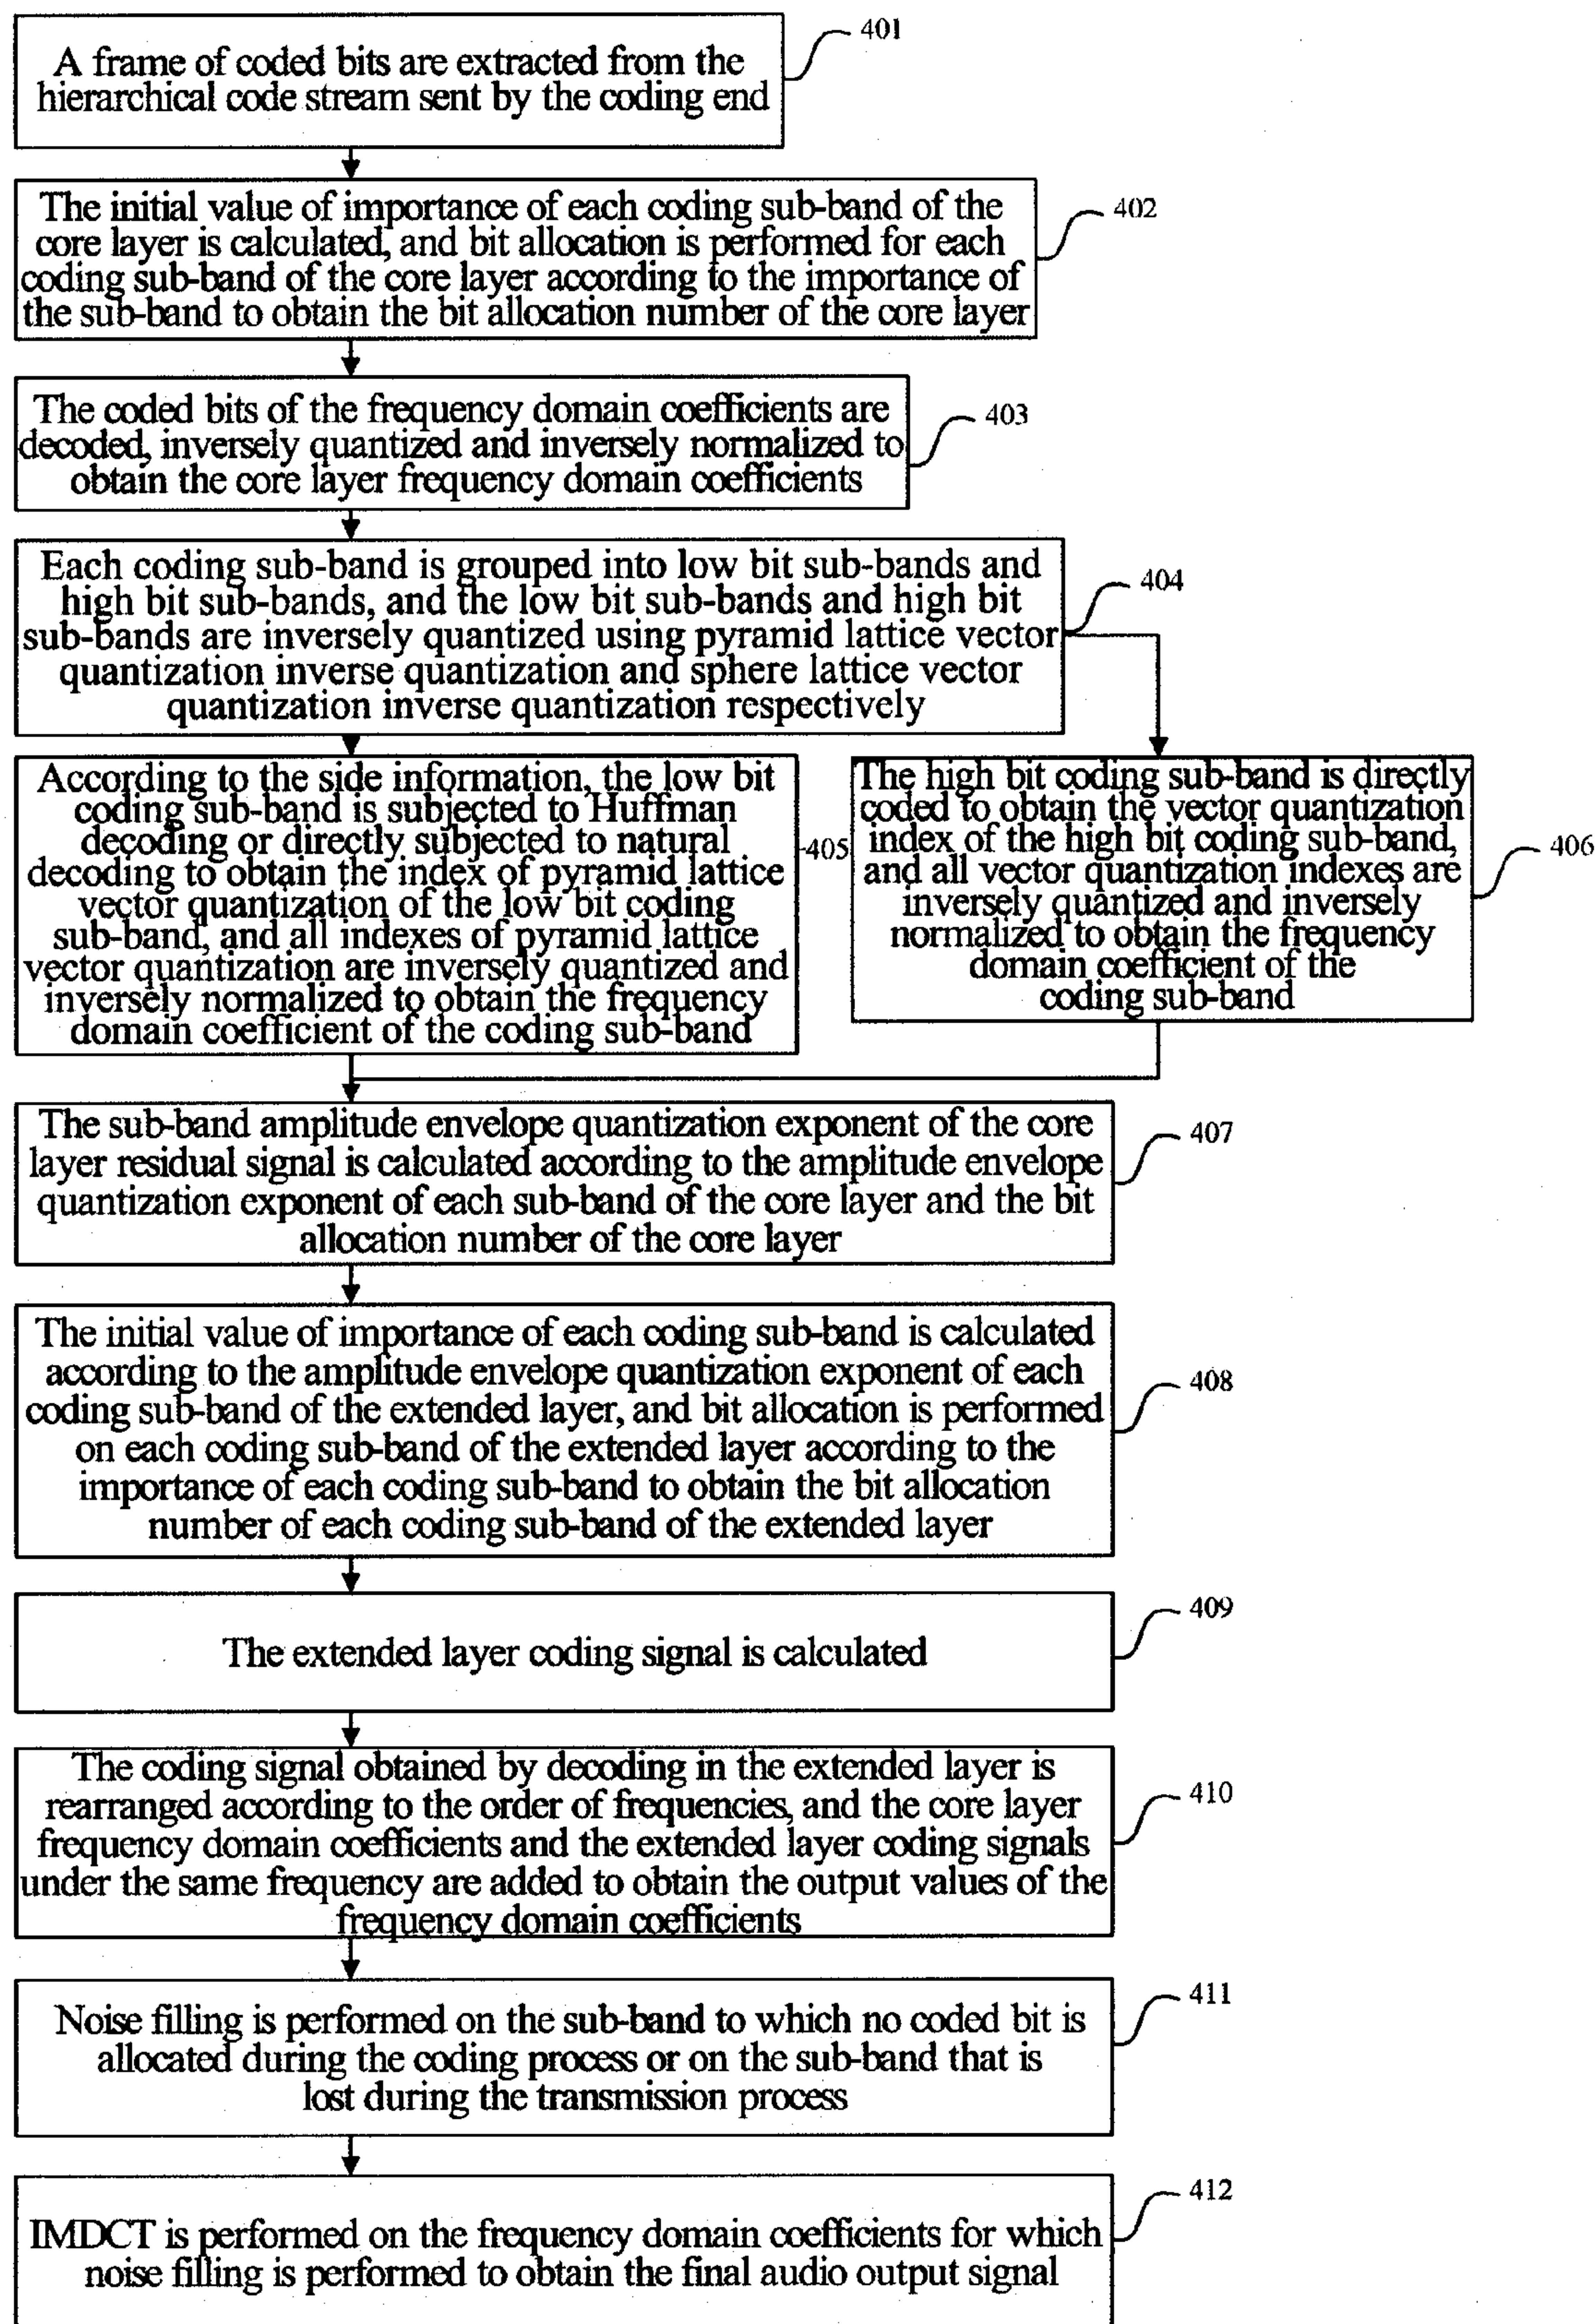 A frame of coded bits are extracted from the
hierarchical code stream sent by the coding end
401
The initial value of importance of each coding sub-band of the
core layer is calculated, and bit allocation is performed for each
coding sub-band of the core layer according to the importance of
the sub-band to obtain the bit allocation number of the core layer
402
The coded bits of the frequency domain coefficients are
decoded, inversely quantized and inversely normalized to
obtain the core layer frequency domain coefficients
403
Each coding sub-band is grouped into low bit sub-bands and
high bit sub-bands, and the low bit sub-bands and high bit
sub-bands are inversely quantized using pyramid lattice vector
quantization inverse quantization and sphere lattice vector
quantization inverse quantization respectively
404
According to the side information, the low bit
coding sub-band is subjected to Huffman
decoding or directly subjected to natural
decoding to obtain the index of pyramid lattice
vector quantization of the low bit coding
sub-band, and all indexes of pyramid lattice
vector quantization are inversely quantized and
inversely normalized to obtain the frequency
domain coefficient of the coding sub-band
405
The high bit coding sub-band is directly
coded to obtain the vector quantization
index of the high bit coding sub-band,
and all vector quantization indexes are
inversely quantized and inversely
normalized to obtain the frequency
domain coefficient of the
coding sub-band
406
The sub-band amplitude envelope quantization exponent of the core
layer residual signal is calculated according to the amplitude envelope
quantization exponent of each sub-band of the core layer and the bit
allocation number of the core layer
407
The initial value of importance of each coding sub-band is calculated
according to the amplitude envelope quantization exponent of each
coding sub-band of the extended layer, and bit allocation is performed
on each coding sub-band of the extended layer according to the
importance of each coding sub-band to obtain the bit allocation
number of each coding sub-band of the extended layer
408
The extended layer coding signal is calculated
409
The coding signal obtained by decoding in the extended layer is
rearranged according to the order of frequencies, and the core layer
frequency domain coefficients and the extended layer coding signals
under the same frequency are added to obtain the output values of the
frequency domain coefficients
410
Noise filling is performed on the sub-band to which no coded bit is
allocated during the coding process or on the sub-band that is
lost during the transmission process
411
IMDCT is performed on the frequency domain coefficients for which
noise filling is performed to obtain the final audio output signal
412